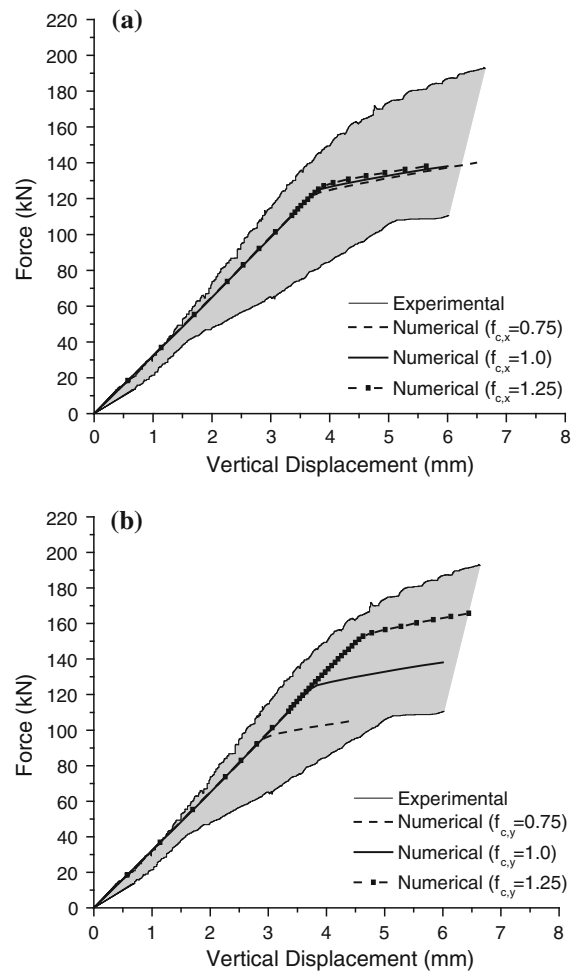 (a)
220
200
180
160
140
120
100
80
60
40
20
0
Force (kN)
Experimental
Numerical (f_c,x=0.75)
Numerical (f_c,x=1.0)
Numerical (f_c,x=1.25)
0 1 2 3 4 5 6 7 8
Vertical Displacement (mm)
(b)
220
200
180
160
140
120
100
80
60
40
20
0
Force (kN)
Experimental
Numerical (f_c,y=0.75)
Numerical (f_c,y=1.0)
Numerical (f_c,y=1.25)
0 1 2 3 4 5 6 7 8
Vertical Displacement (mm)